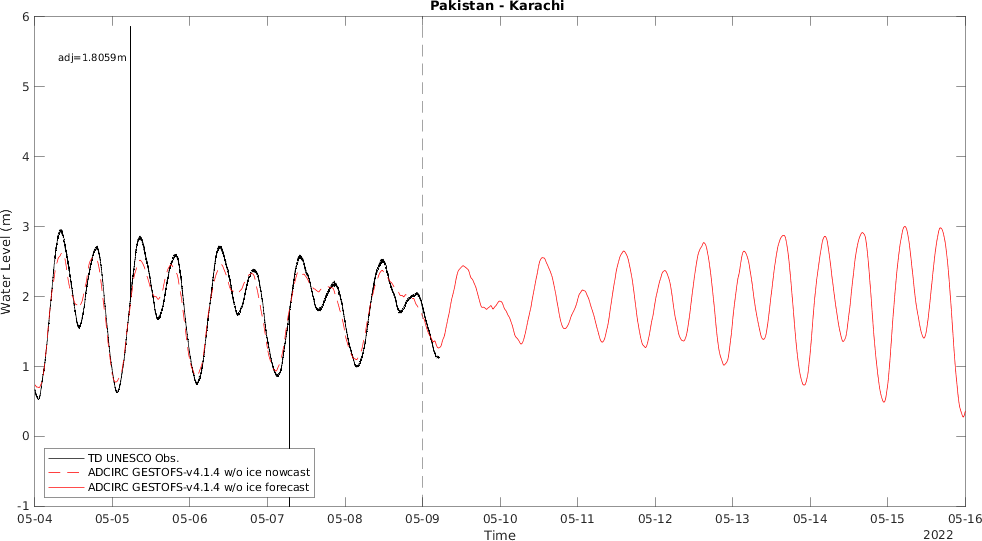 Pakistan - Karachi
adj=1.8059m
Water Level (m)
6
5
4
3
2
1
0
-1
TD UNESCO Obs.
ADCIRC GESTOFS-v4.1.4 w/o ice nowcast
ADCIRC GESTOFS-v4.1.4 w/o ice forecast
05-04 05-05 05-06 05-07 05-08 05-09 05-10 05-11 05-12 05-13 05-14 05-15 05-16
Time
2022